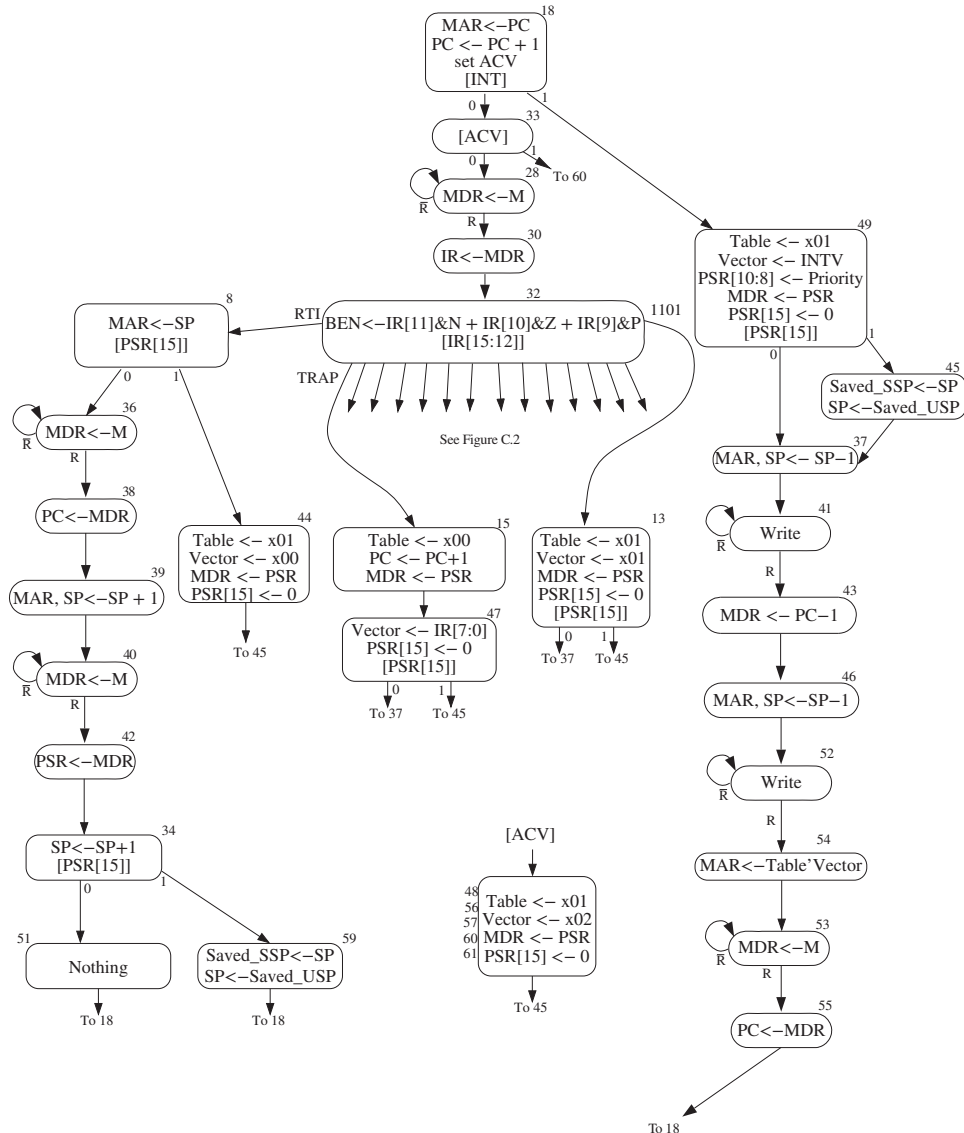 18
MAR<-PC
PC <- PC + 1
set ACV
[INT]
0
1
33
[ACV]
0
1
To 60
28
MDR<-M
R̅
R
30
IR<-MDR
32
BEN<-IR[11]&N + IR[10]&Z + IR[9]&P
[IR[15:12]]
RTI
1101
TRAP
See Figure C.2
8
MAR<-SP
[PSR[15]]
0
1
36
MDR<-M
R̅
R
38
PC<-MDR
39
MAR, SP<-SP + 1
40
MDR<-M
R̅
R
42
PSR<-MDR
34
SP<-SP+1
[PSR[15]]
0
1
51
Nothing
To 18
59
Saved_SSP<-SP
SP<-Saved_USP
To 18
44
Table <- x01
Vector <- x00
MDR <- PSR
PSR[15] <- 0
To 45
15
Table <- x00
PC <- PC+1
MDR <- PSR
47
Vector <- IR[7:0]
PSR[15] <- 0
[PSR[15]]
0
1
To 37
To 45
13
Table <- x01
Vector <- x01
MDR <- PSR
PSR[15] <- 0
[PSR[15]]
0
1
To 37
To 45
[ACV]
48
56
57
60
61
Table <- x01
Vector <- x02
MDR <- PSR
PSR[15] <- 0
To 45
49
Table <- x01
Vector <- INTV
PSR[10:8] <- Priority
MDR <- PSR
PSR[15] <- 0
[PSR[15]]
0
1
45
Saved_SSP<-SP
SP<-Saved_USP
37
MAR, SP<- SP-1
41
Write
R̅
R
43
MDR <- PC-1
46
MAR, SP<-SP-1
52
Write
R̅
R
54
MAR<-Table'Vector
53
MDR<-M
R̅
R
55
PC<-MDR
To 18